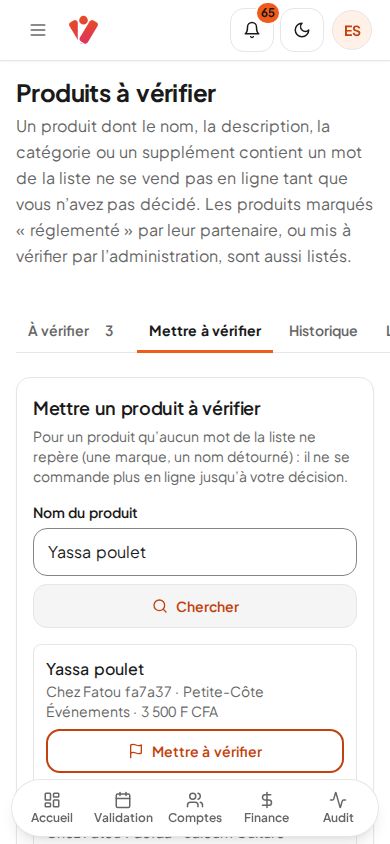 65
ES
Produits à vérifier
Un produit dont le nom, la description, la
catégorie ou un supplément contient un mot
de la liste ne se vend pas en ligne tant que
vous n’avez pas décidé. Les produits marqués
« réglementé » par leur partenaire, ou mis à
vérifier par l’administration, sont aussi listés.
À vérifier 3 Mettre à vérifier Historique
Mettre un produit à vérifier
Pour un produit qu’aucun mot de la liste ne
repère (une marque, un nom détourné) : il ne se
commande plus en ligne jusqu’à votre décision.
Nom du produit
Yassa poulet
Chercher
Yassa poulet
Chez Fatou fa7a37 · Petite-Côte
Événements · 3 500 F CFA
Mettre à vérifier
Accueil Validation Comptes Finance Audit